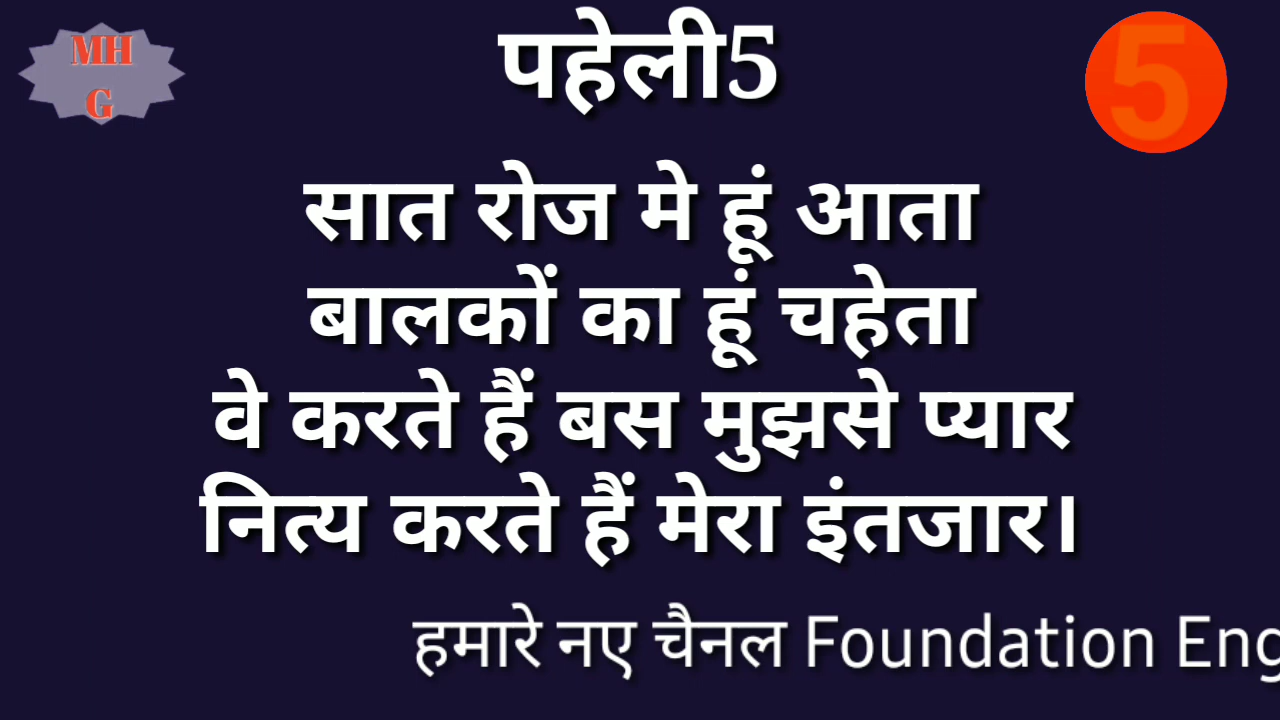 MH
G
पहेली5
5
सात रोज मे हूं आता
बालकों का हूं चहेता
वे करते हैं बस मुझसे प्यार
नित्य करते हैं मेरा इंतजार।
हमारे नए चैनल Foundation Eng